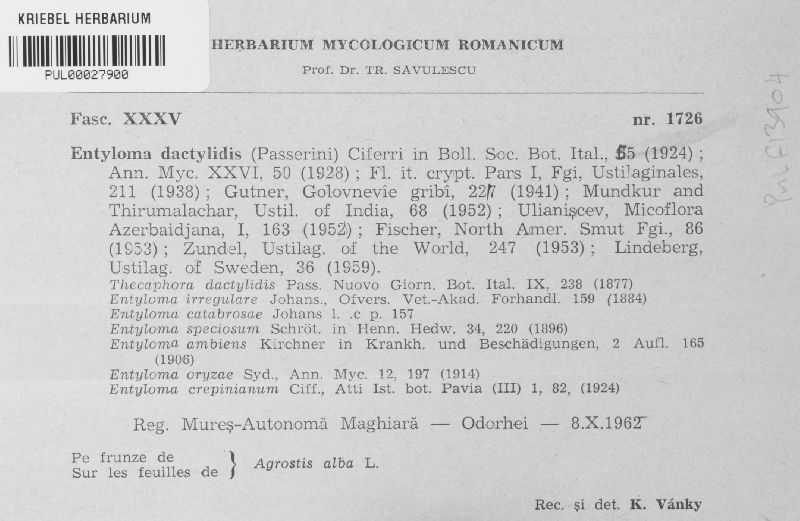 KRIEBEL HERBARIUM
PUL00027900
HERBARIUM MYCOLOGICUM ROMANICUM
Prof. Dr. TR. SĂVULESCU
Fasc. XXXV nr. 1726
Entyloma dactylidis (Passerini) Ciferri in Boll. Soc. Bot. Ital., 55 (1924) ;
Ann. Myc. XXVI, 50 (1928) ; Fl. it. crypt. Pars I, Fgi, Ustilaginales,
211 (1938) ; Gutner, Golovnevîe gribî, 227 (1941) ; Mundkur and
Thirumalachar, Ustil. of India, 68 (1952) ; Ulianişcev, Micoflora
Azerbaidjana, I, 163 (1952) ; Fischer, North Amer. Smut Fgi., 86
(1953) ; Zundel, Ustilag. of the World, 247 (1953) ; Lindeberg,
Ustilag. of Sweden, 36 (1959).
Thecaphora dactylidis Pass. Nuovo Giorn. Bot. Ital. IX, 238 (1877)
Entyloma irregulare Johans., Ofvers. Vet.-Akad. Forhandl. 159 (1884)
Entyloma catabrosae Johans l. .c p. 157
Entyloma speciosum Schröt. in Henn. Hedw. 34, 220 (1896)
Entyloma ambiens Kirchner in Krankh. und Beschädigungen, 2 Aufl. 165
(1906)
Entyloma oryzae Syd., Ann. Myc. 12, 197 (1914)
Entyloma crepinianum Ciff., Atti Ist. bot. Pavia (III) 1, 82, (1924)
Reg. Mureş-Autonomă Maghiară — Odorhei — 8.X.1962
Pe frunze de
Sur les feuilles de } Agrostis alba L.
Rec. şi det. K. Vánky
PULF13904